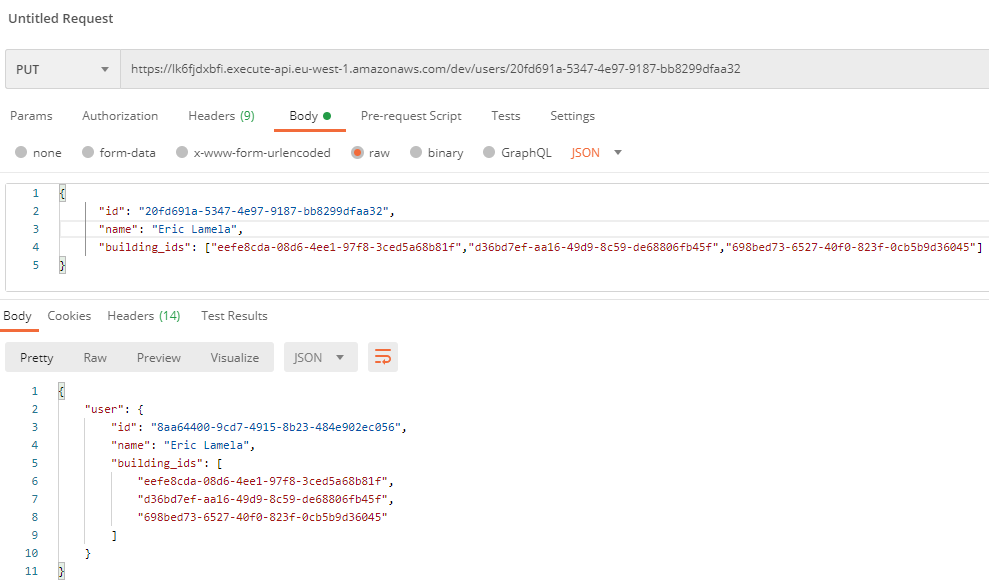 Untitled Request
PUT https://lk6fjdxbfi.execute-api.eu-west-1.amazonaws.com/dev/users/20fd691a-5347-4e97-9187-bb8299dfaa32
Params Authorization Headers (9) Body Pre-request Script Tests Settings
none form-data x-www-form-urlencoded raw binary GraphQL JSON
1 {
2 "id": "20fd691a-5347-4e97-9187-bb8299dfaa32",
3 "name": "Eric Lamela",
4 "building_ids": ["eefe8cda-08d6-4ee1-97f8-3ced5a68b81f","d36bd7ef-aa16-49d9-8c59-de68806fb45f","698bed73-6527-40f0-823f-0cb5b9d36045"]
5 }
Body Cookies Headers (14) Test Results
Pretty Raw Preview Visualize JSON
1 {
2 "user": {
3 "id": "8aa64400-9cd7-4915-8b23-484e902ec056",
4 "name": "Eric Lamela",
5 "building_ids": [
6 "eefe8cda-08d6-4ee1-97f8-3ced5a68b81f",
7 "d36bd7ef-aa16-49d9-8c59-de68806fb45f",
8 "698bed73-6527-40f0-823f-0cb5b9d36045"
9 ]
10 }
11 }